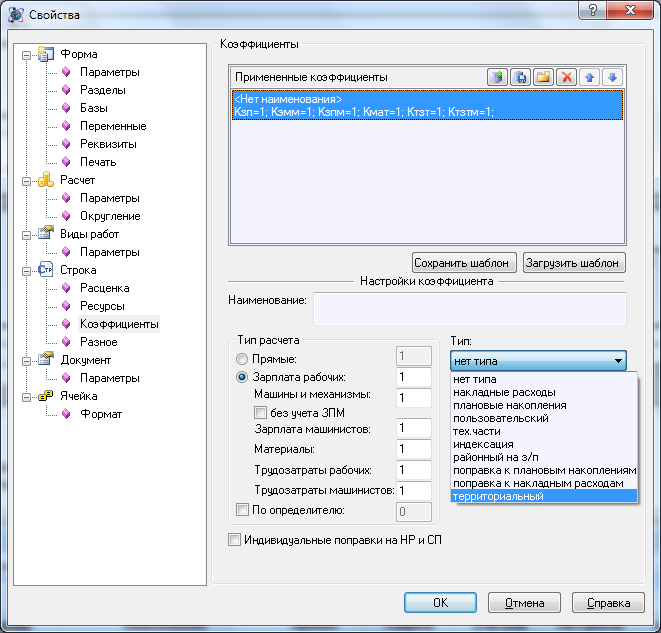 Свойства
Форма
Параметры
Разделы
Базы
Переменные
Реквизиты
Печать
Расчет
Параметры
Округление
Виды работ
Параметры
Строка
Расценка
Ресурсы
Коэффициенты
Разное
Документ
Параметры
Ячейка
Формат
Коэффициенты
Примененные коэффициенты
<Нет наименования>
Кзп=1; Кэмм=1; Кзпм=1; Кмат=1; Ктзт=1; Ктзтм=1;
Сохранить шаблон Загрузить шаблон
Настройки коэффициента
Наименование:
Тип расчета
Прямые: 1
Зарплата рабочих: 1
Машины и механизмы: 1
без учета ЗПМ
Зарплата машинистов: 1
Материалы: 1
Трудозатраты рабочих: 1
Трудозатраты машинистов: 1
По определителю: 0
Индивидуальные поправки на НР и СП
Тип:
нет типа
нет типа
накладные расходы
плановые накопления
пользовательский
тех.части
индексация
районный на з/п
поправка к плановым накоплениям
поправка к накладным расходам
территориальный
ОК Отмена Справка